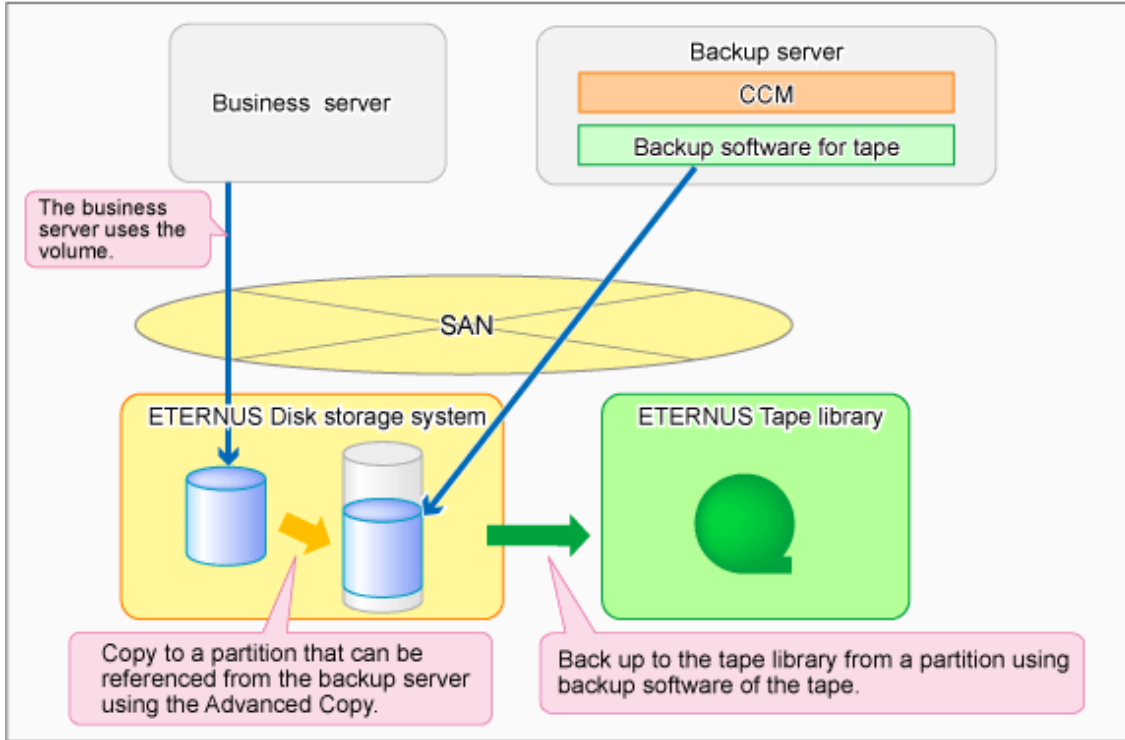 Business server
Backup server
CCM
Backup software for tape
The business
server uses the
volume.
SAN
ETERNUS Disk storage system
ETERNUS Tape library
Copy to a partition that can be
referenced from the backup server
using the Advanced Copy.
Back up to the tape library from a partition using
backup software of the tape.